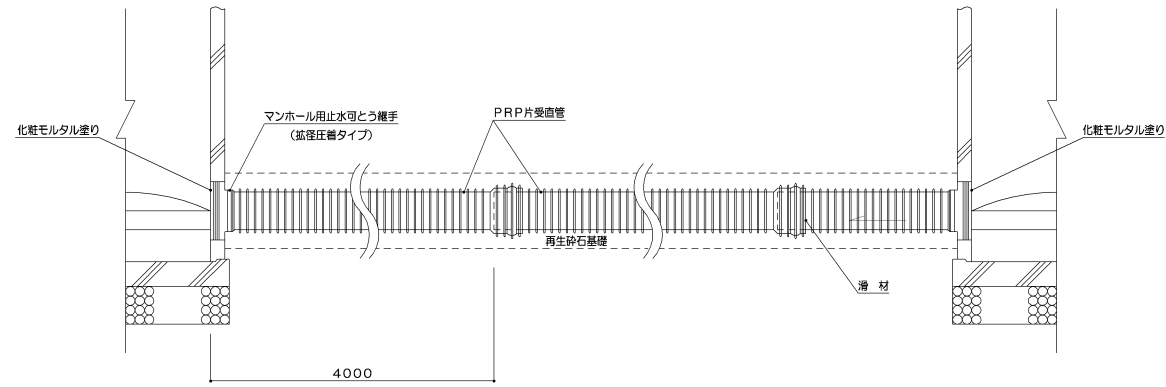 PRP片受直管
マンホール用止水可とう継手
(拡径圧着タイプ)
化粧モルタル塗り
化粧モルタル塗り
再生砕石基礎
滑 材
4000